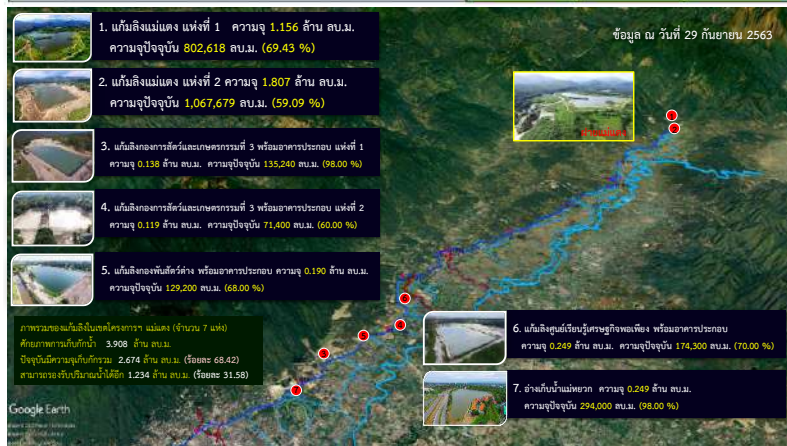 ข้อมูล ณ วันที่ 29 กันยายน 2563
1. แก้มลิงแม่แตง แห่งที่ 1 ความจุ 1.156 ล้าน ลบ.ม.
ความจุปัจจุบัน 802,618 ลบ.ม. (69.43 %)
2. แก้มลิงแม่แตง แห่งที่ 2 ความจุ 1.807 ล้าน ลบ.ม.
ความจุปัจจุบัน 1,067,679 ลบ.ม. (59.09 %)
3. แก้มลิงกองการสัตว์และเกษตรกรรมที่ 3 พร้อมอาคารประกอบ แห่งที่ 1
ความจุ 0.138 ล้าน ลบ.ม. ความจุปัจจุบัน 135,240 ลบ.ม. (98.00 %)
4. แก้มลิงกองการสัตว์และเกษตรกรรมที่ 3 พร้อมอาคารประกอบ แห่งที่ 2
ความจุ 0.119 ล้าน ลบ.ม. ความจุปัจจุบัน 71,400 ลบ.ม. (60.00 %)
5. แก้มลิงกองพันสัตว์ต่าง พร้อมอาคารประกอบ ความจุ 0.190 ล้าน ลบ.ม.
ความจุปัจจุบัน 129,200 ลบ.ม. (68.00 %)
ภาพรวมของแก้มลิงในเขตโครงการฯ แม่แตง (จำนวน 7 แห่ง)
ศักยภาพการเก็บกักน้ำ 3.908 ล้าน ลบ.ม.
ปัจจุบันมีความจุเก็บกักรวม 2.674 ล้าน ลบ.ม. (ร้อยละ 68.42)
สามารถรองรับปริมาณน้ำได้อีก 1.234 ล้าน ลบ.ม. (ร้อยละ 31.58)
6. แก้มลิงศูนย์เรียนรู้เศรษฐกิจพอเพียง พร้อมอาคารประกอบ
ความจุ 0.249 ล้าน ลบ.ม. ความจุปัจจุบัน 174,300 ลบ.ม. (70.00 %)
7. อ่างเก็บน้ำแม่หยวก ความจุ 0.249 ล้าน ลบ.ม.
ความจุปัจจุบัน 294,000 ลบ.ม. (98.00 %)
1
2
4
7
Google Earth